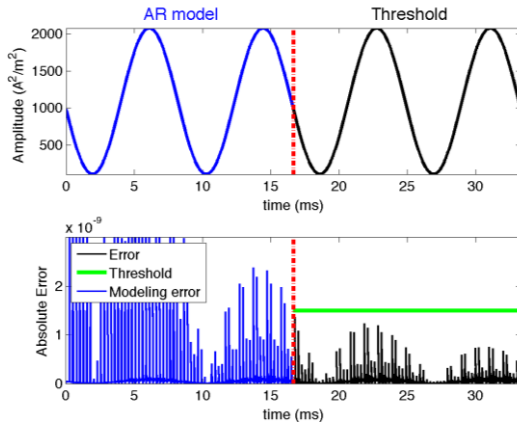 AR model Threshold
2000
1500
1000
500
Amplitude (A²/m²)
0 5 10 15 20 25 30
time (ms)
x 10⁻⁹
Error
Threshold
Modeling error
2
1
0
Absolute Error
0 5 10 15 20 25 30
time (ms)